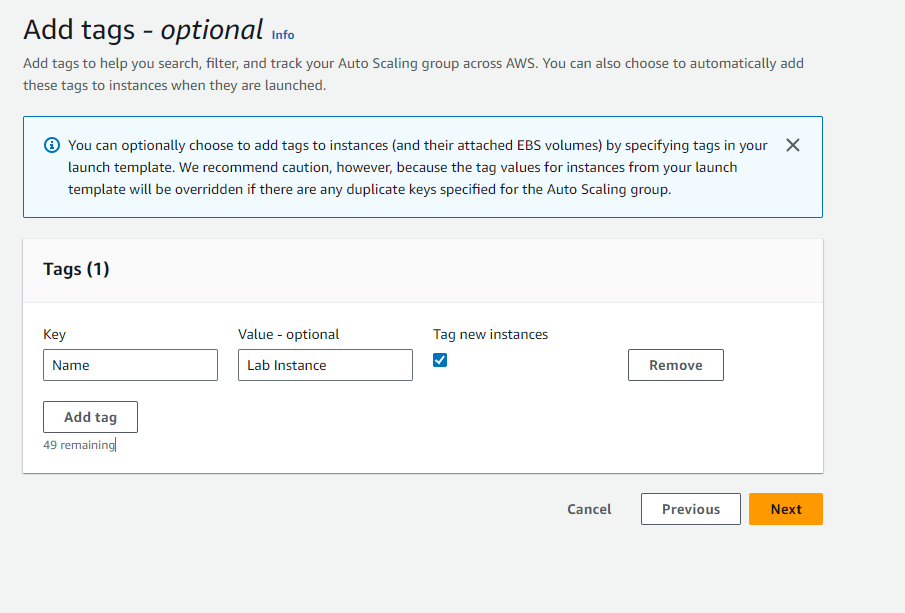 Add tags - optional Info
Add tags to help you search, filter, and track your Auto Scaling group across AWS. You can also choose to automatically add
these tags to instances when they are launched.
You can optionally choose to add tags to instances (and their attached EBS volumes) by specifying tags in your
launch template. We recommend caution, however, because the tag values for instances from your launch
template will be overridden if there are any duplicate keys specified for the Auto Scaling group.
Tags (1)
Key Value - optional Tag new instances
Name Lab Instance Remove
Add tag
49 remaining
Cancel Previous Next